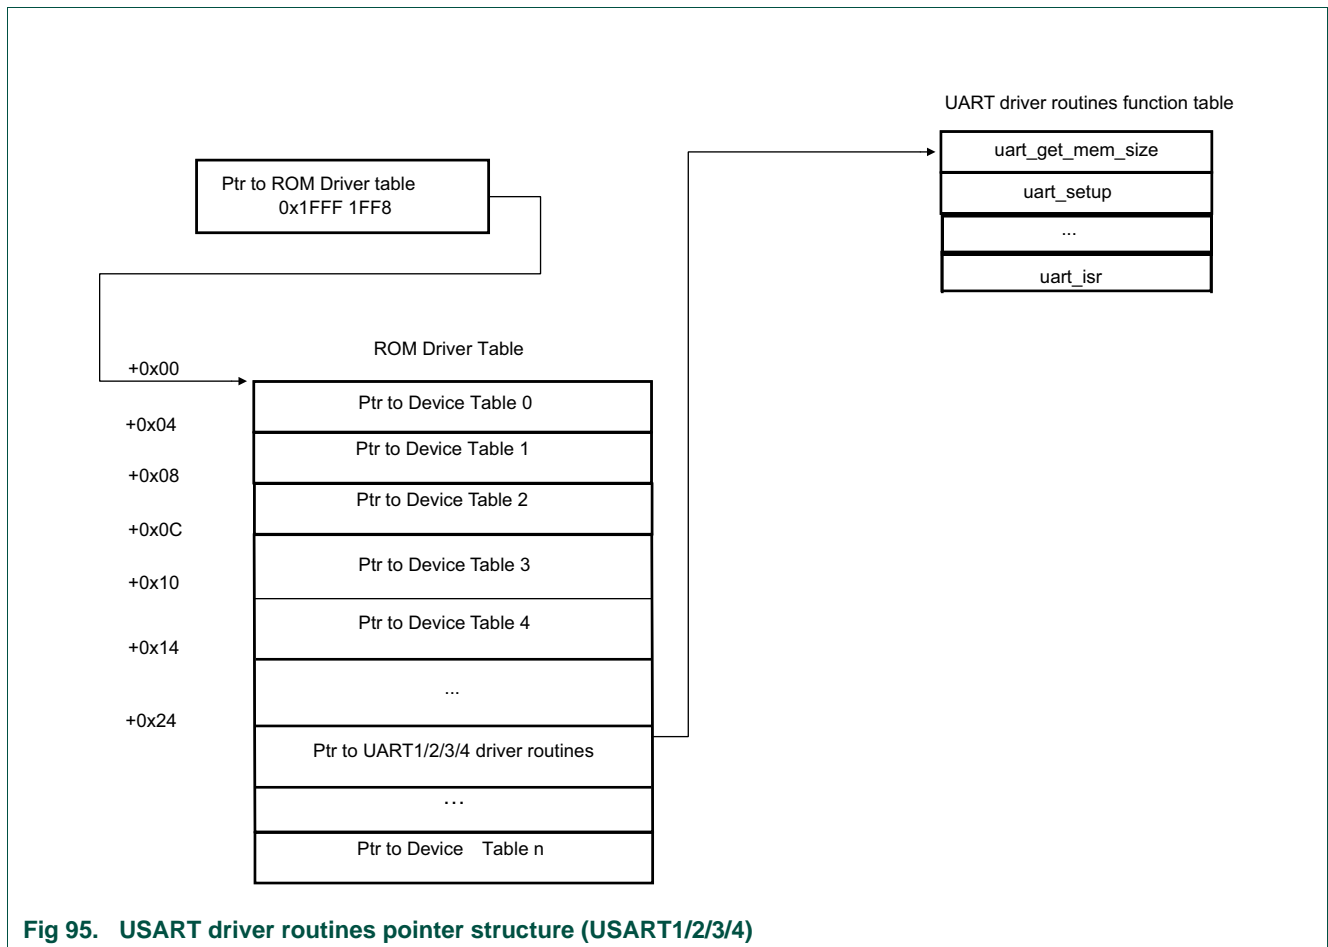 UART driver routines function table
uart_get_mem_size
uart_setup
...
uart_isr
Ptr to ROM Driver table
0x1FFF 1FF8
ROM Driver Table
+0x00
Ptr to Device Table 0
+0x04
Ptr to Device Table 1
+0x08
Ptr to Device Table 2
+0x0C
Ptr to Device Table 3
+0x10
Ptr to Device Table 4
+0x14
...
+0x24
Ptr to UART1/2/3/4 driver routines
...
Ptr to Device Table n
Fig 95. USART driver routines pointer structure (USART1/2/3/4)